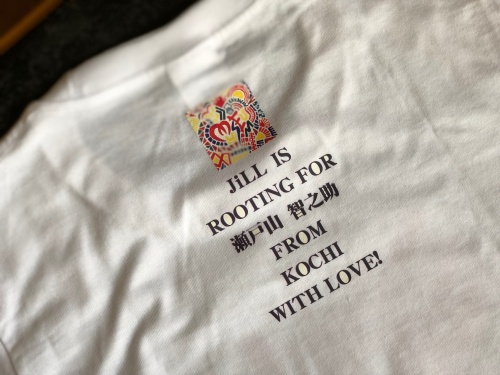 JiLL IS
ROOTING FOR
瀬戸山 智之助
FROM
KOCHI
WITH LOVE!